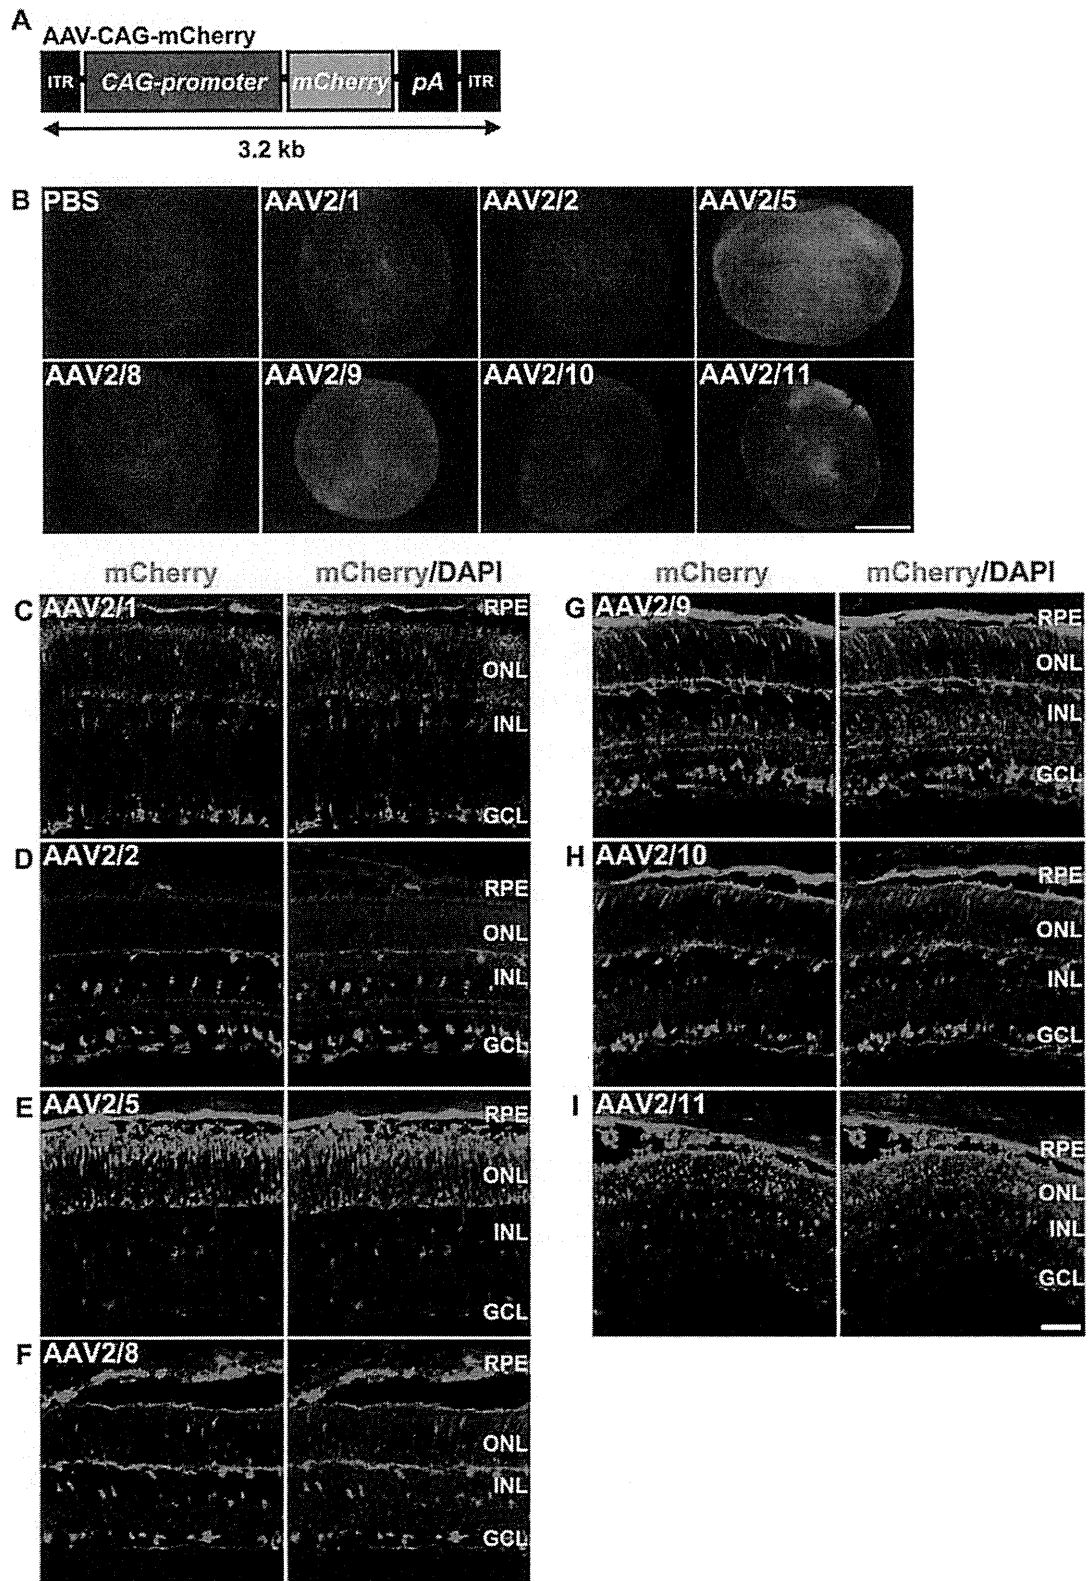 A
AAV-CAG-mCherry
ITR CAG-promoter mCherry pA ITR
3.2 kb
B
PBS AAV2/1 AAV2/2 AAV2/5
AAV2/8 AAV2/9 AAV2/10 AAV2/11
mCherry mCherry/DAPI
C AAV2/1
RPE
ONL
INL
GCL
D AAV2/2
RPE
ONL
INL
GCL
E AAV2/5
RPE
ONL
INL
GCL
F AAV2/8
RPE
ONL
INL
GCL
mCherry mCherry/DAPI
G AAV2/9
RPE
ONL
INL
GCL
H AAV2/10
RPE
ONL
INL
GCL
I AAV2/11
RPE
ONL
INL
GCL